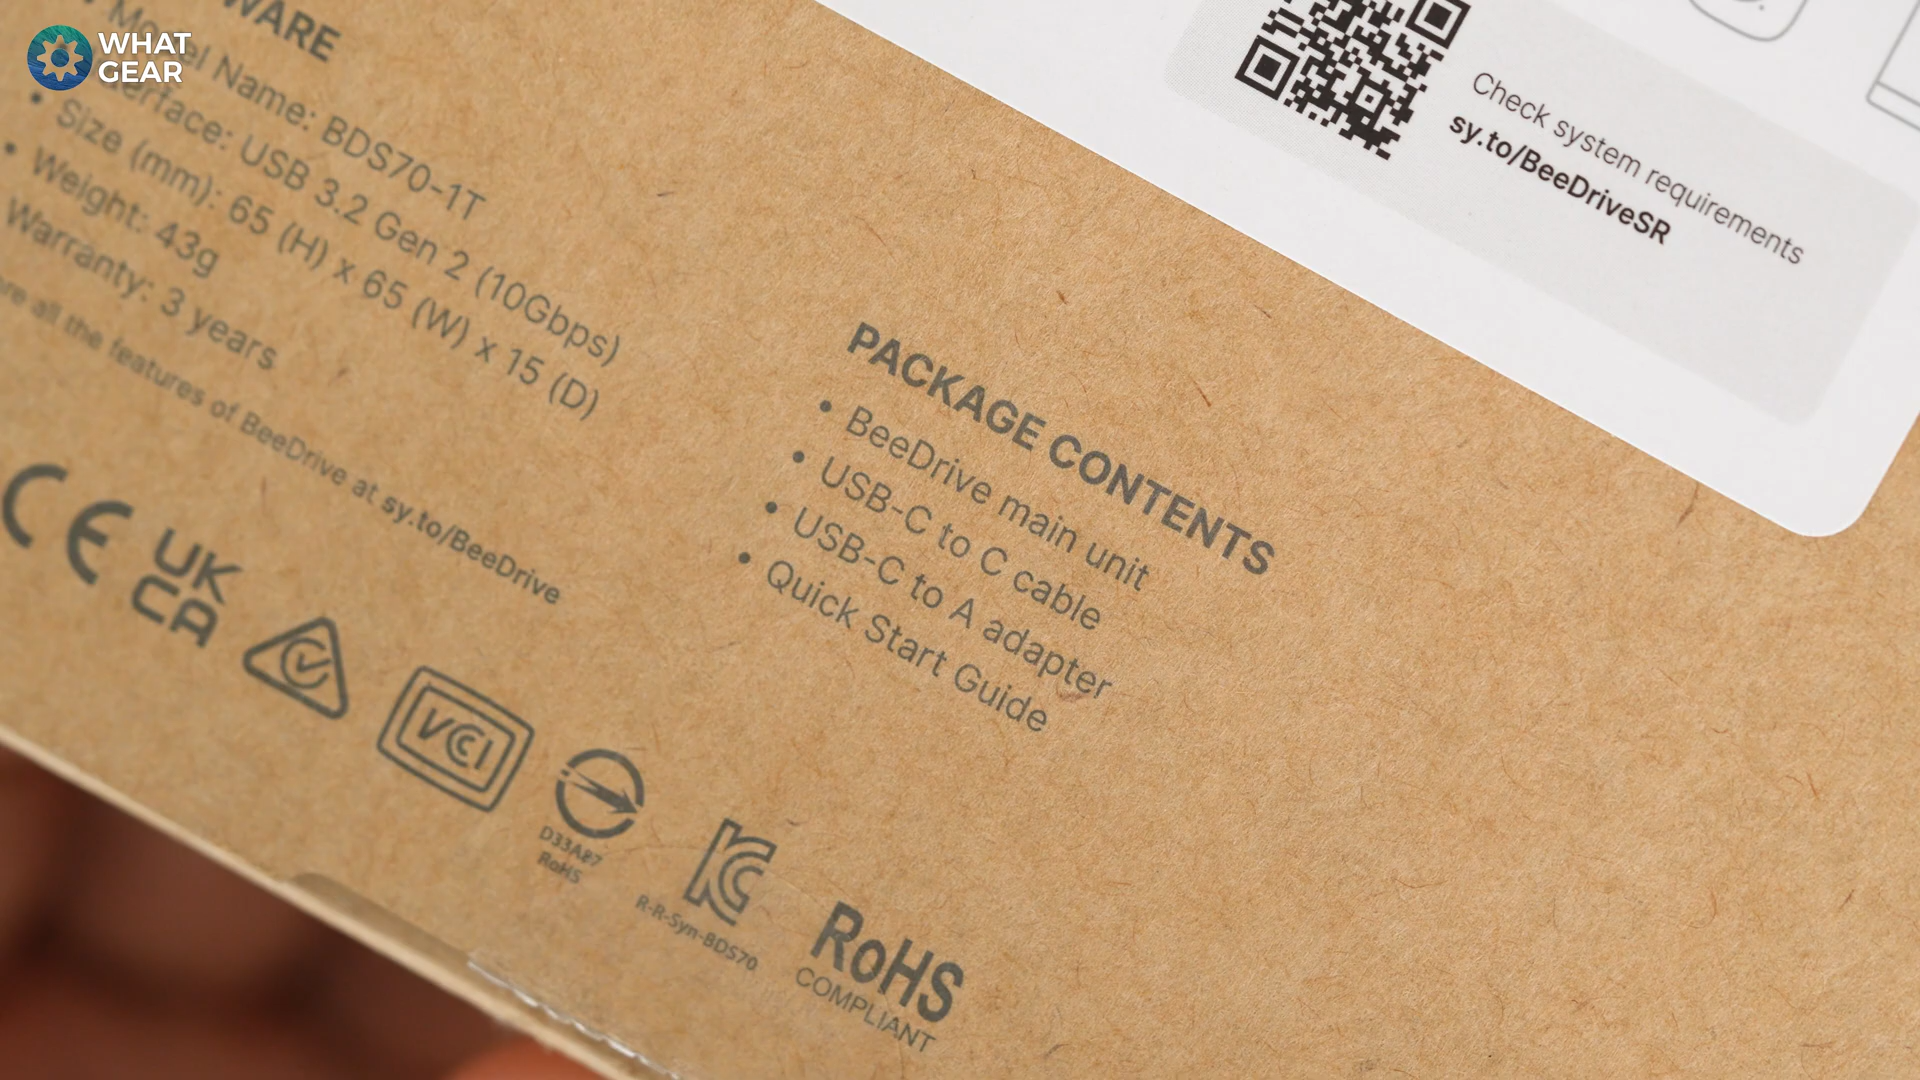 WHAT
GEAR
WARE
Model Name: BDS70-1T
erface: USB 3.2 Gen 2 (10Gbps)
• Size (mm): 65 (H) x 65 (W) x 15 (D)
• Weight: 43g
Warranty: 3 years
ore all the features of BeeDrive at sy.to/BeeDrive
CE
UK
CA
VCI
D33A87
RoHS
R-R-Syn-BDS70
RoHS
COMPLIANT
PACKAGE CONTENTS
• BeeDrive main unit
• USB-C to C cable
• USB-C to A adapter
• Quick Start Guide
Check system requirements
sy.to/BeeDriveSR